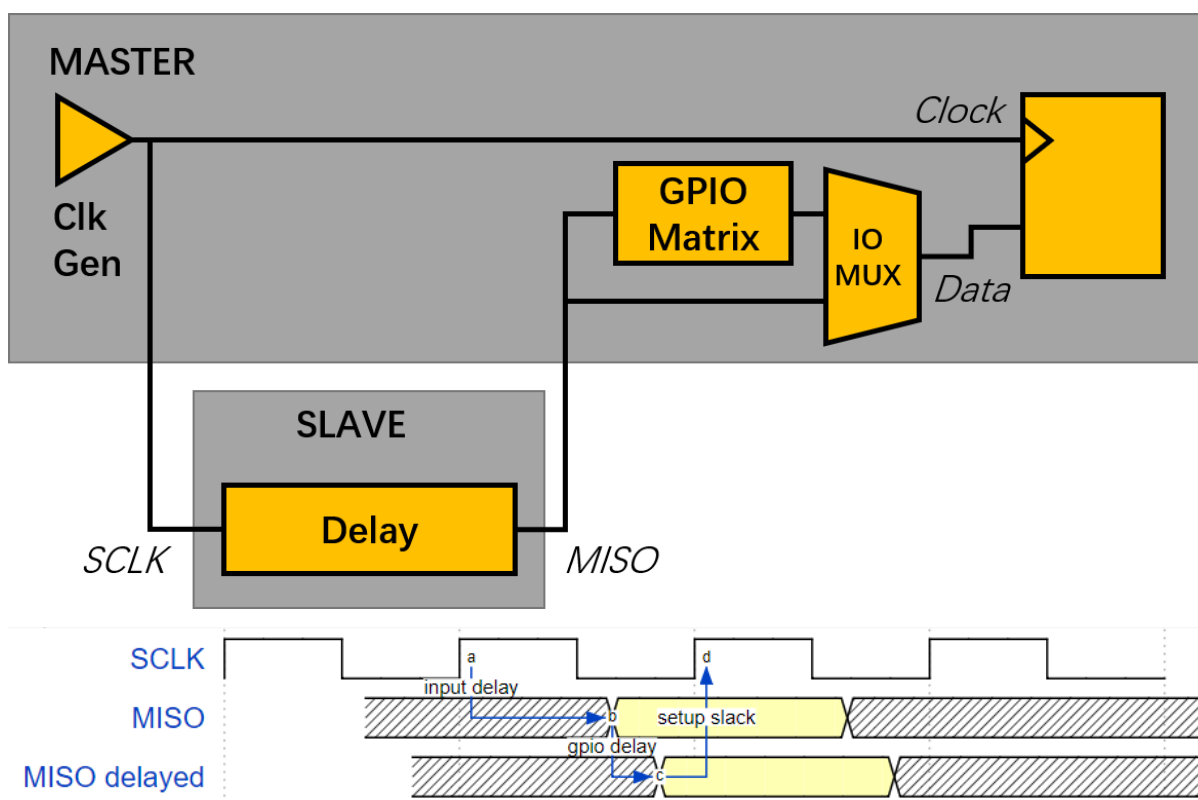 MASTER
Clk
Gen
Clock
GPIO
Matrix
IO
MUX
Data
SLAVE
Delay
SCLK
MISO
SCLK
a
d
input delay
MISO
b
setup slack
gpio delay
MISO delayed
c